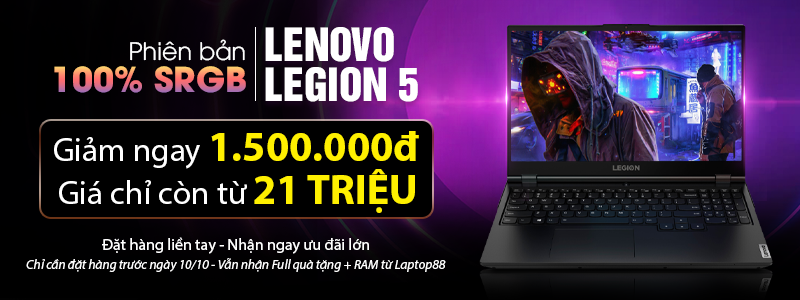 Phiên bản
100% SRGB
LENOVO
LEGION 5
Giảm ngay 1.500.000đ
Giá chỉ còn từ 21 TRIỆU
Đặt hàng liền tay - Nhận ngay ưu đãi lớn
Chỉ cần đặt hàng trước ngày 10/10 - Vẫn nhận Full quà tặng + RAM từ Laptop88
LEGION
Lenovo